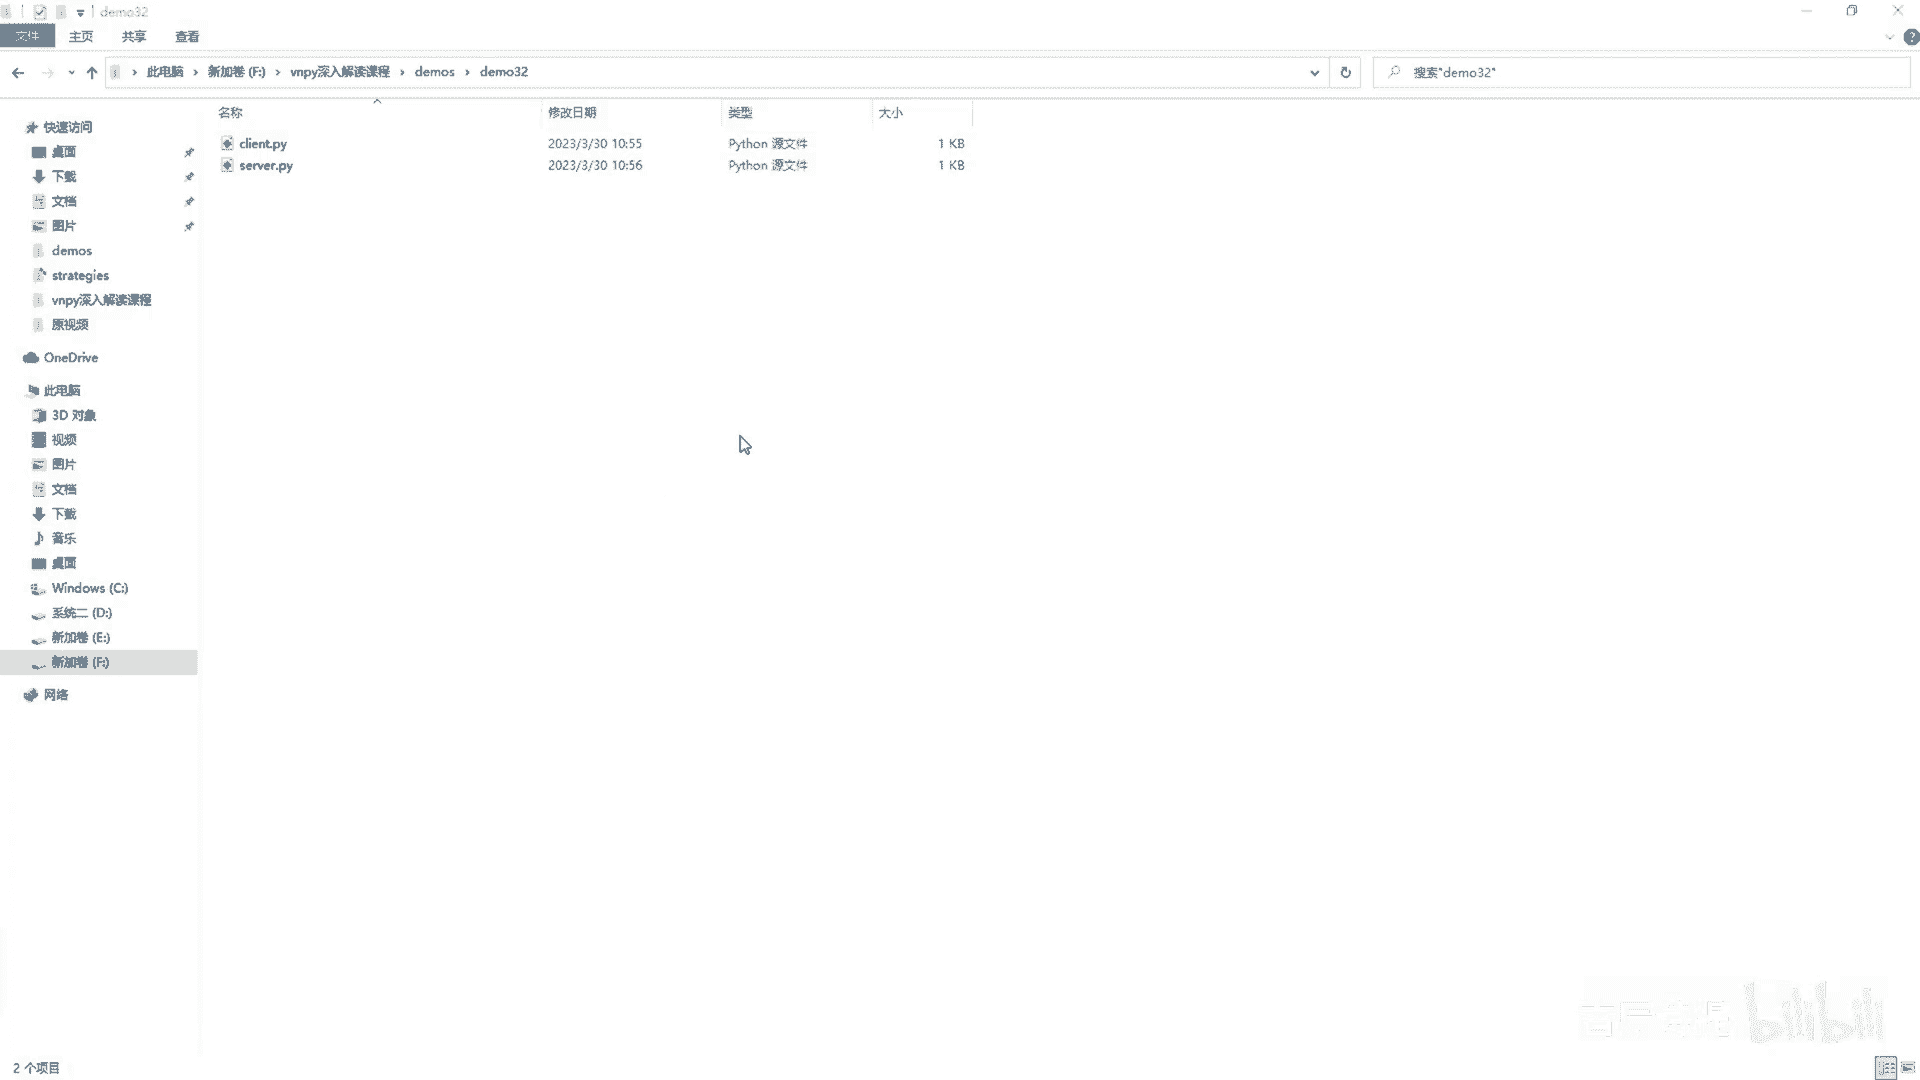 demo32
文件 主页 共享 查看
此电脑 › 新加卷 (F:) › vnpy深入解读课程 › demos › demo32
搜索"demo32"
名称 修改日期 类型 大小
client.py 2023/3/30 10:55 Python 源文件 1 KB
server.py 2023/3/30 10:56 Python 源文件 1 KB
快速访问
桌面
下载
文档
图片
demos
strategies
vnpy深入解读课程
原视频
OneDrive
此电脑
3D 对象
视频
图片
文档
下载
音乐
桌面
Windows (C:)
系统二 (D:)
新加卷 (E:)
新加卷 (F:)
网络
bilibili
2 个项目